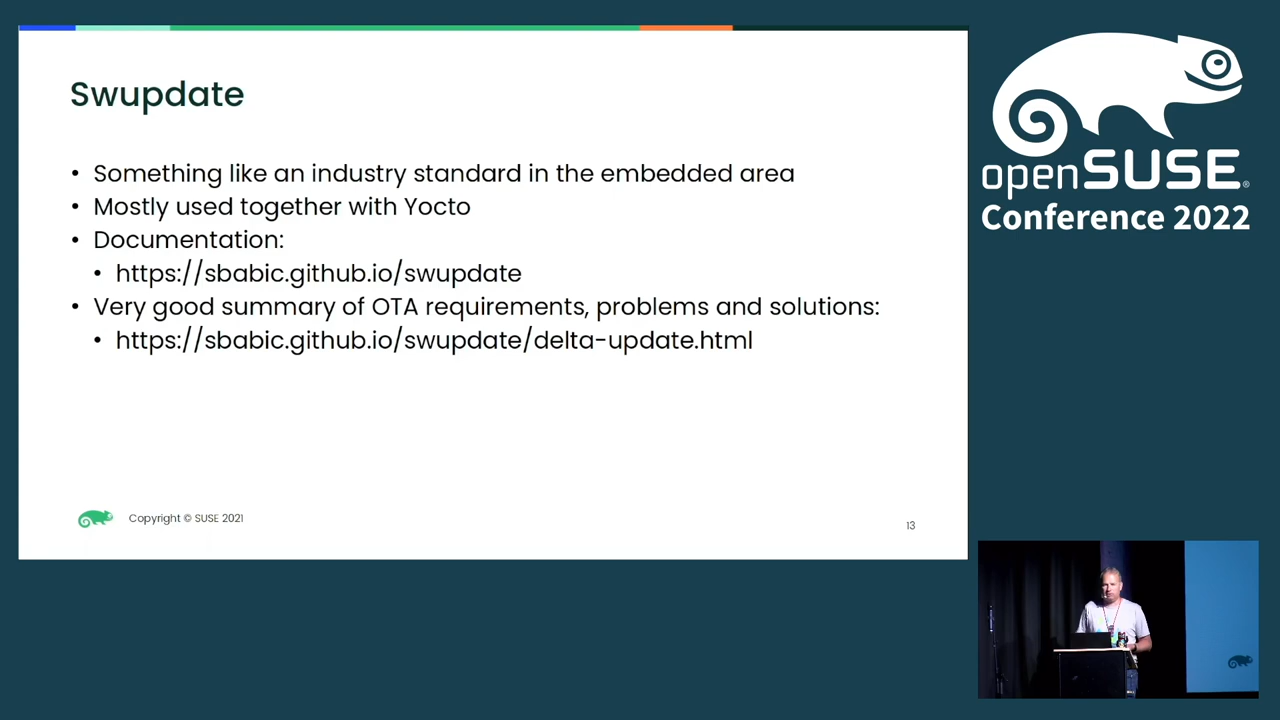 Swupdate
• Something like an industry standard in the embedded area
• Mostly used together with Yocto
• Documentation:
• https://sbabic.github.io/swupdate
• Very good summary of OTA requirements, problems and solutions:
• https://sbabic.github.io/swupdate/delta-update.html
Copyright © SUSE 2021
13
openSUSE®
Conference 2022